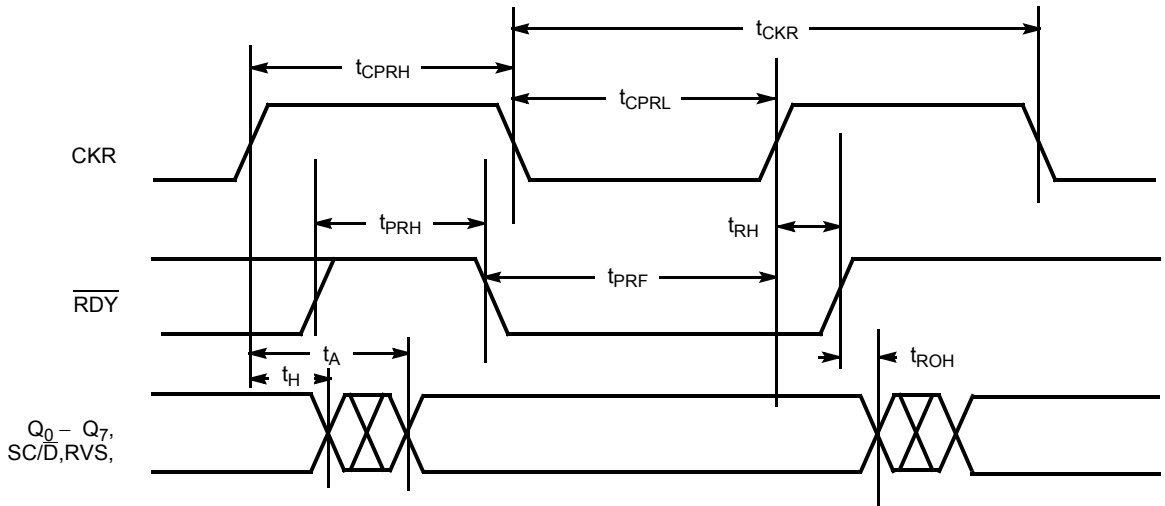 tCKR
tCPRH
tCPRL
CKR
tPRH
tRH
tPRF
RDY
tA
tROH
tH
Q0 – Q7,
SC/D,RVS,